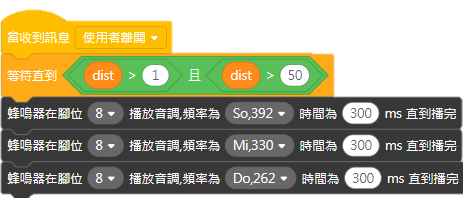 當收到訊息 使用者離開
等待直到 dist > 1 且 dist > 50
蜂鳴器在腳位 8 播放音調,頻率為 So,392 時間為 300 ms 直到播完
蜂鳴器在腳位 8 播放音調,頻率為 Mi,330 時間為 300 ms 直到播完
蜂鳴器在腳位 8 播放音調,頻率為 Do,262 時間為 300 ms 直到播完